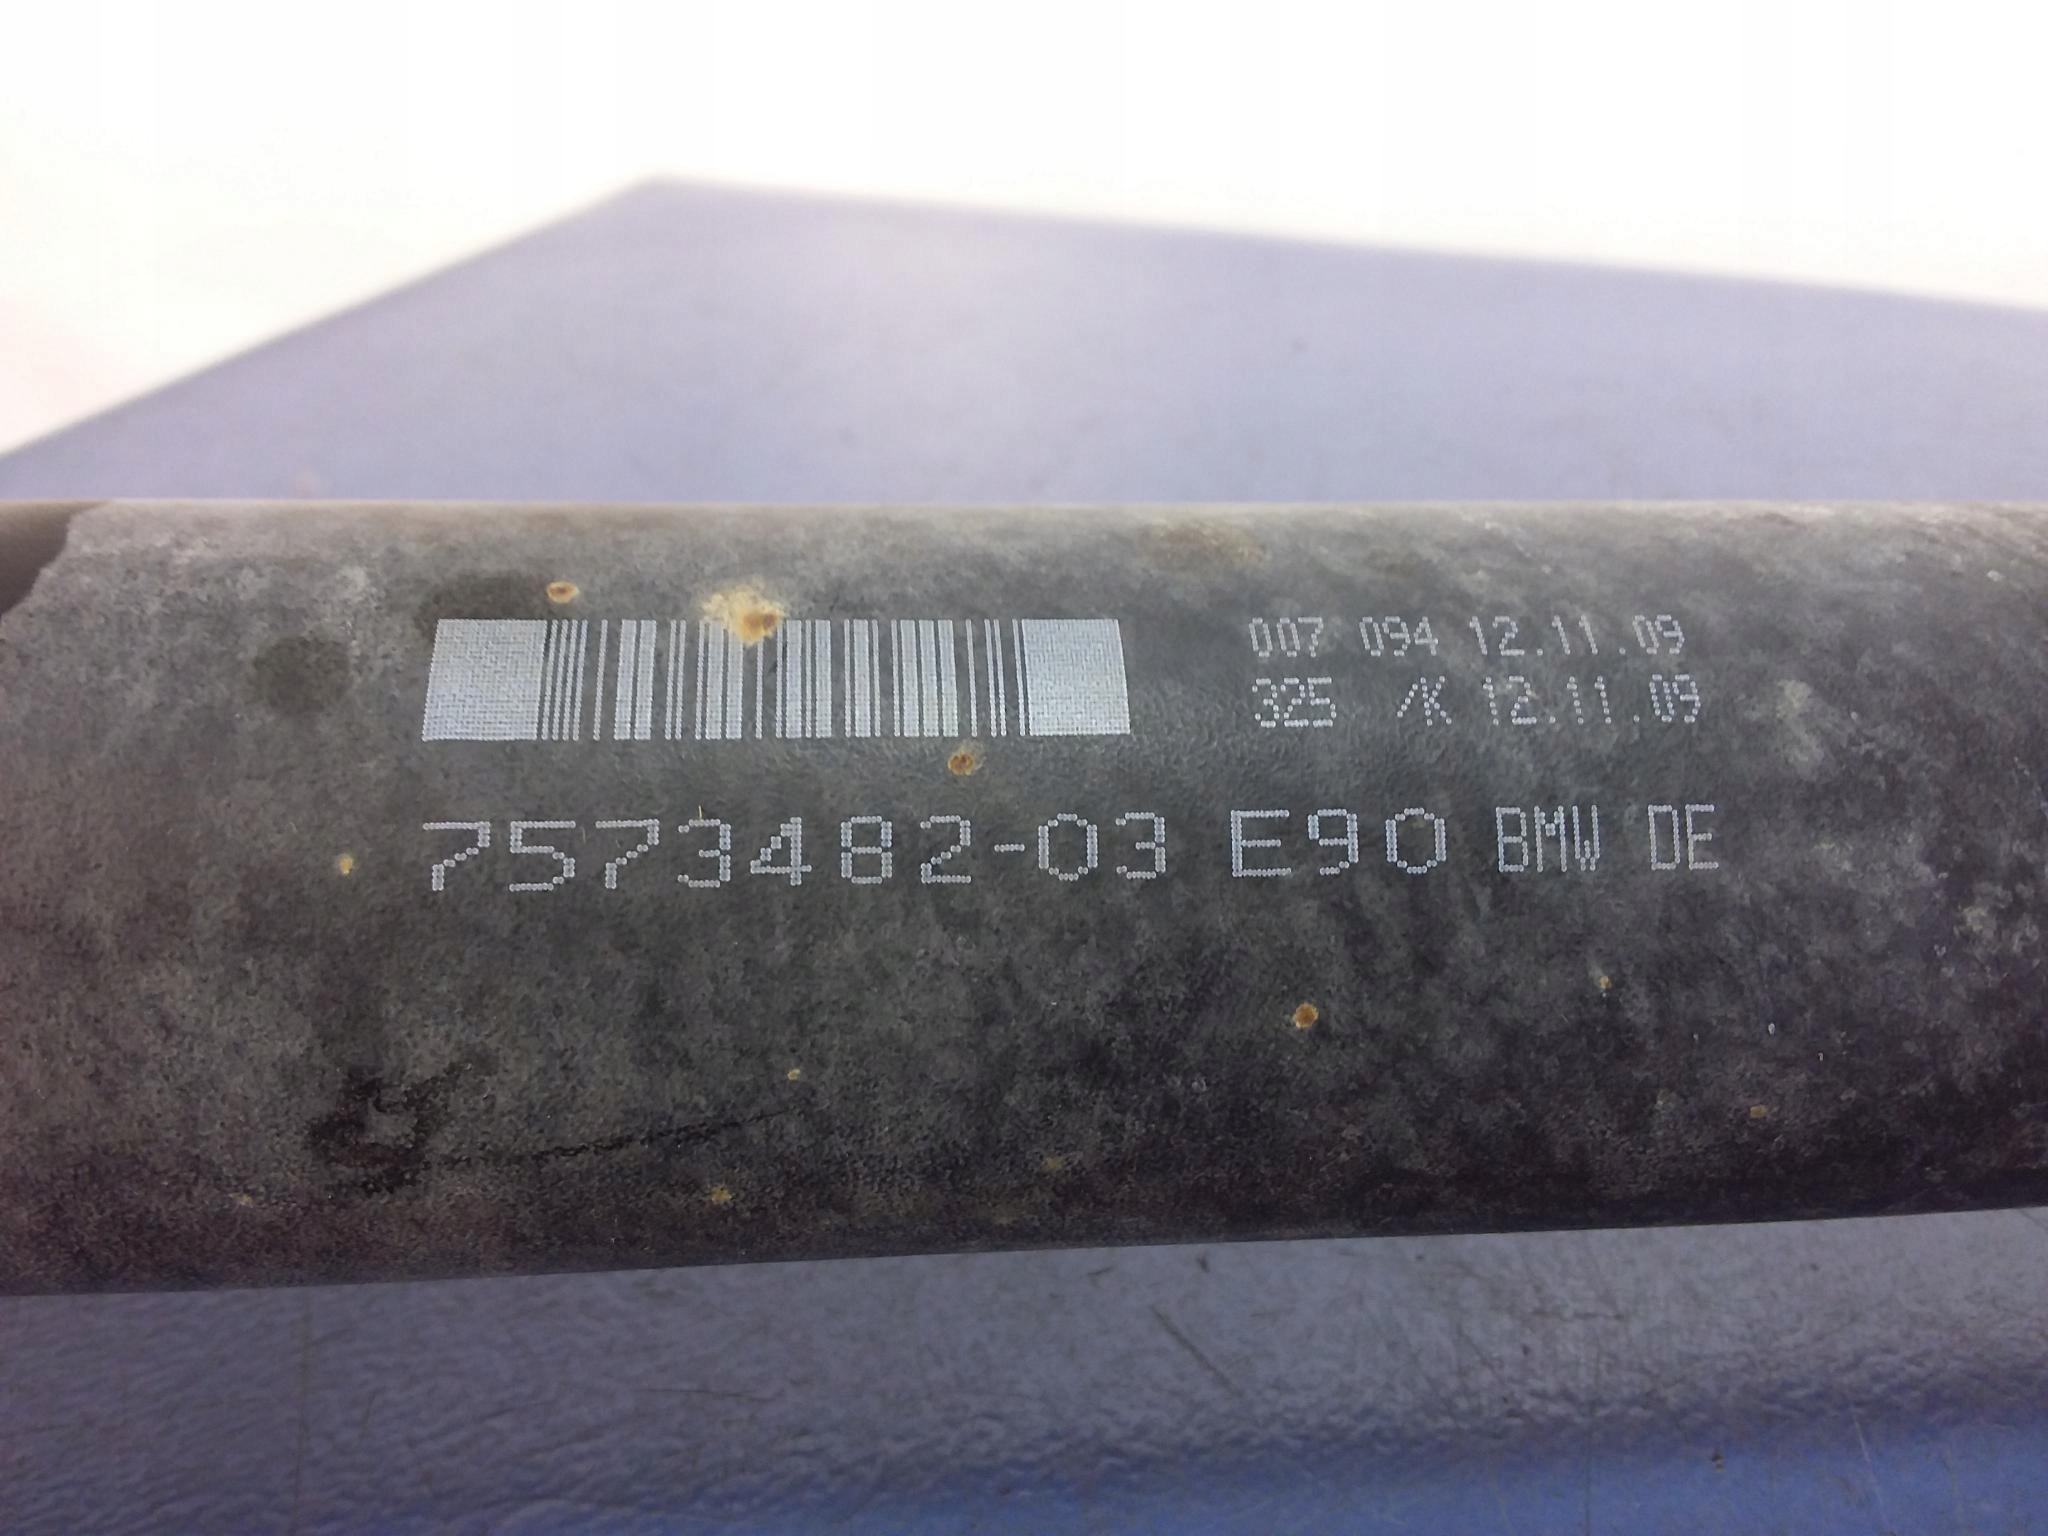 007 094 12.11.09
325 /K 12.11.09
7573482-03 E90 BMW DE